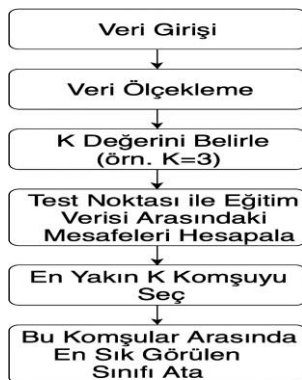 Veri Girişi
Veri Ölçekleme
K Değerini Belirle
(örn. K=3)
Test Noktası ile Eğitim
Verisi Arasındaki
Mesafeleri Hesapala
En Yakın K Komşuyu
Seç
Bu Komşular Arasında
En Sık Görülen
Sınıfı Ata